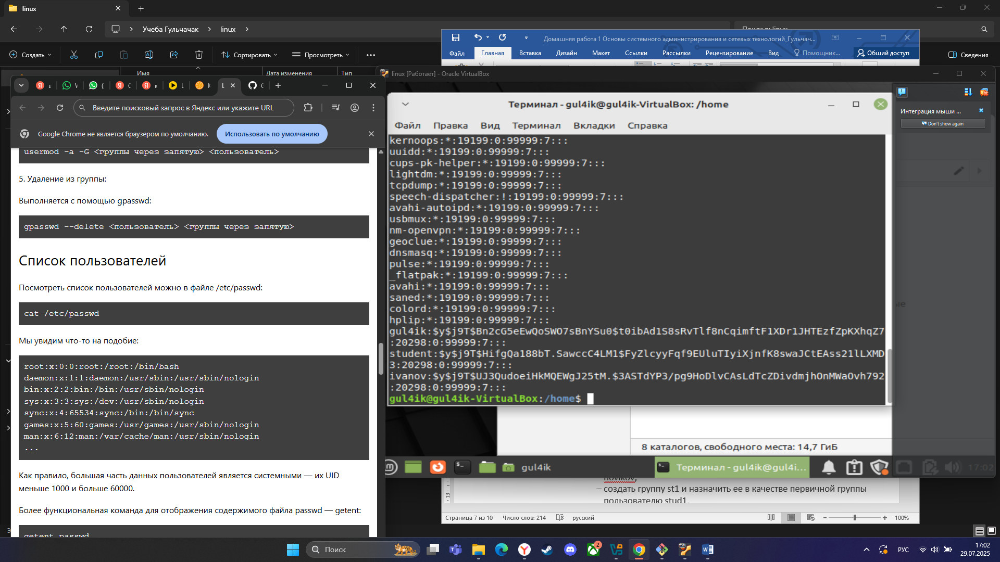 linux
Учеба Гульчачак
linux
Создать
Сортировать
Просмотреть
Сведения
Имя
Дата изменения
Тип
Домашняя работа 1 Основы системного администрирования и сетевых технологий_Гульчач...
Файл
Главная
Вставка
Дизайн
Макет
Ссылки
Рассылки
Рецензирование
Вид
Помощник...
Общий доступ
Введите поисковый запрос в Яндекс или укажите URL
Google Chrome не является браузером по умолчанию.
Использовать по умолчанию
usermod -a -G <группы через запятую> <пользователь>
5. Удаление из группы:
Выполняется с помощью gpasswd:
gpasswd --delete <пользователь> <группы через запятую>
Список пользователей
Посмотреть список пользователей можно в файле /etc/passwd:
cat /etc/passwd
Мы увидим что-то на подобие:
root:x:0:0:root:/root:/bin/bash
daemon:x:1:1:daemon:/usr/sbin:/usr/sbin/nologin
bin:x:2:2:bin:/bin:/usr/sbin/nologin
sys:x:3:3:sys:/dev:/usr/sbin/nologin
sync:x:4:65534:sync:/bin:/bin/sync
games:x:5:60:games:/usr/games:/usr/sbin/nologin
man:x:6:12:man:/var/cache/man:/usr/sbin/nologin
...
Как правило, большая часть данных пользователей является системными — их UID
меньше 1000 и больше 60000.
Более функциональная команда для отображения содержимого файла passwd — getent:
getent passwd
linux [Работает] - Oracle VirtualBox
Терминал - gul4ik@gul4ik-VirtualBox: /home
Файл
Правка
Вид
Терминал
Вкладки
Справка
kernoops:*:19199:0:99999:7:::
uuidd:*:19199:0:99999:7:::
cups-pk-helper:*:19199:0:99999:7:::
lightdm:*:19199:0:99999:7:::
tcpdump:*:19199:0:99999:7:::
speech-dispatcher:!:19199:0:99999:7:::
avahi-autoipd:*:19199:0:99999:7:::
usbmux:*:19199:0:99999:7:::
nm-openvpn:*:19199:0:99999:7:::
geoclue:*:19199:0:99999:7:::
dnsmasq:*:19199:0:99999:7:::
pulse:*:19199:0:99999:7:::
_flatpak:*:19199:0:99999:7:::
avahi:*:19199:0:99999:7:::
saned:*:19199:0:99999:7:::
colord:*:19199:0:99999:7:::
hplip:*:19199:0:99999:7:::
gul4ik:$y$j9T$Bn2cG5eEwQoSWO7sBnYSu0$t0ibAd1S8sRvTlf8nCqimftF1XDr1JHTEzfZpKXhqZ7
:20298:0:99999:7:::
student:$y$j9T$HifgQa188bT.SawccC4LM1$FyZlcyyFqf9EUluTIyiXjnfK8swaJCtEAss21lLXMD
3:20298:0:99999:7:::
ivanov:$y$j9T$UJ3QudoeiHkMQEWgJ25tM.$3ASTdYP3/pg9HoDlvCAsLdTcZDivdmjhOnMWaOvh792
:20298:0:99999:7:::
gul4ik@gul4ik-VirtualBox:/home$
Интеграция мыши ...
Don't show again
8 каталогов, свободного места: 14,7 ГиБ
gul4ik
Терминал - gul4ik@gul4i...
17:02
novikov,
– создать группу st1 и назначить ее в качестве первичной группы
пользователю stud1.
Страница 7 из 10
Число слов: 214
русский
100%
Поиск
2
РУС
17:02
29.07.2025